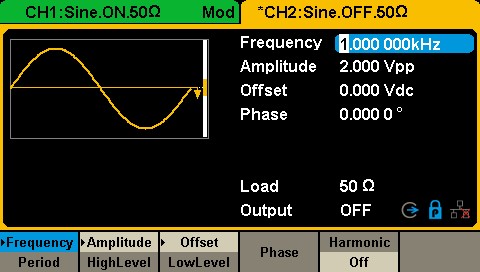 CH1:Sine.ON.50Ω Mod *CH2:Sine.OFF.50Ω
Frequency 1.000 000kHz
Amplitude 2.000 Vpp
Offset 0.000 Vdc
Phase 0.000 0 °
Load 50 Ω
Output OFF
Frequency Amplitude Offset Phase Harmonic
Period HighLevel LowLevel Off